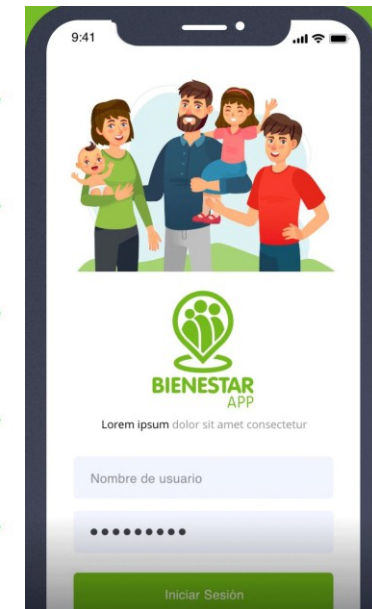 9:41
BIENESTAR
APP
Lorem ipsum dolor sit amet consectetur
Nombre de usuario
•••••••••
Iniciar Sesión